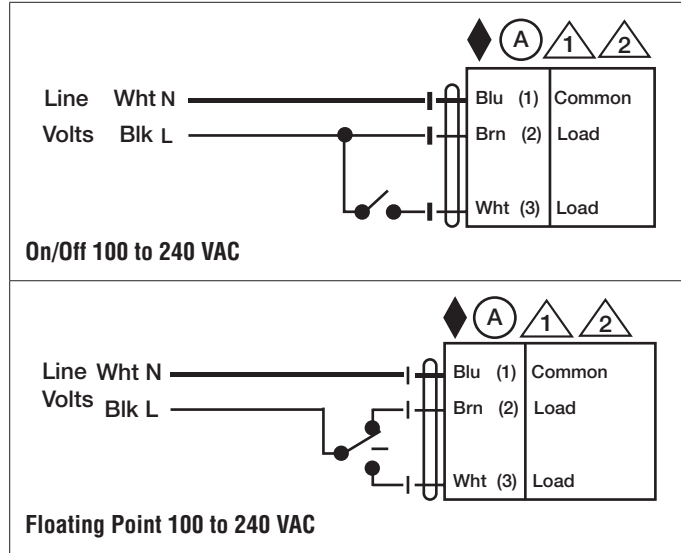 A 1 2
Line Wht N Blu (1) Common
Volts Blk L Brn (2) Load
Wht (3) Load
On/Off 100 to 240 VAC
A 1 2
Line Wht N Blu (1) Common
Volts Blk L Brn (2) Load
Wht (3) Load
Floating Point 100 to 240 VAC